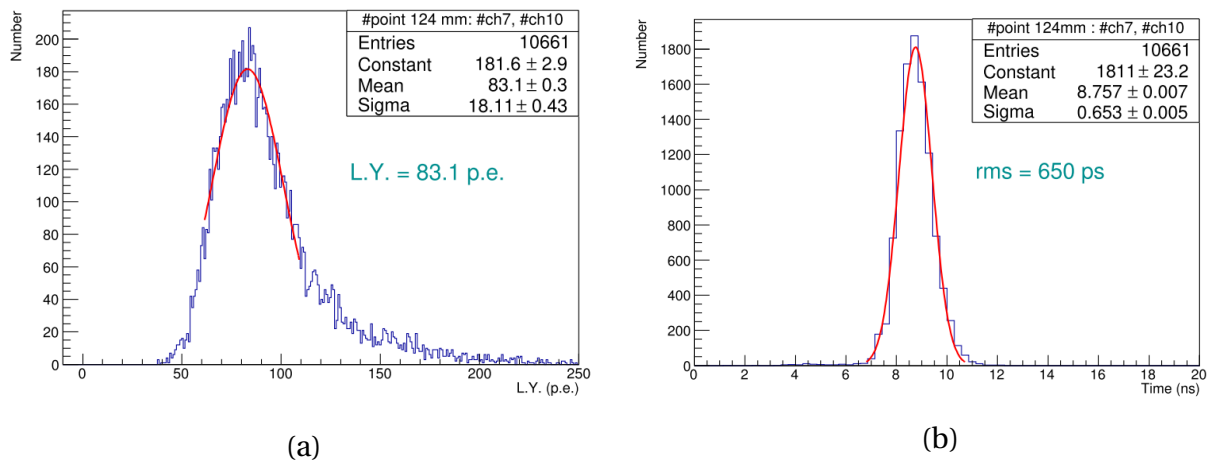 Number
#point 124 mm: #ch7, #ch10
Entries 10661
Constant 181.6 ± 2.9
Mean 83.1 ± 0.3
Sigma 18.11 ± 0.43
L.Y. = 83.1 p.e.
200
180
160
140
120
100
80
60
40
20
0
0 50 100 150 200 250
L.Y. (p.e.)
(a)
Number
#point 124mm : #ch7, #ch10
Entries 10661
Constant 1811 ± 23.2
Mean 8.757 ± 0.007
Sigma 0.653 ± 0.005
rms = 650 ps
1800
1600
1400
1200
1000
800
600
400
200
0
0 2 4 6 8 10 12 14 16 18 20
Time (ns)
(b)